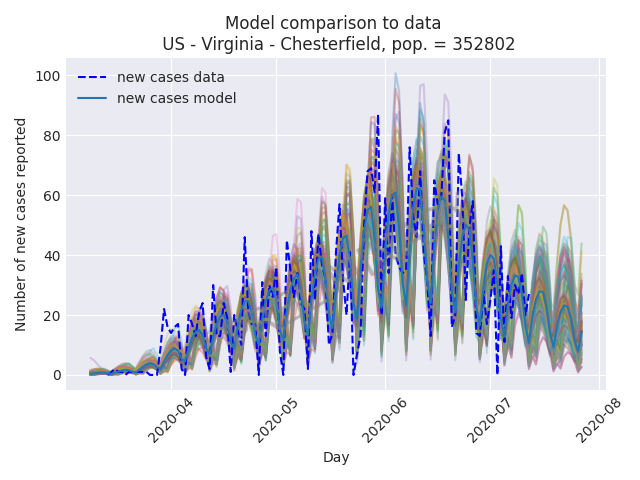 Model comparison to data
US - Virginia - Chesterfield, pop. = 352802
new cases data
new cases model
Number of new cases reported
100
80
60
40
20
0
2020-04
2020-05
2020-06
2020-07
2020-08
Day